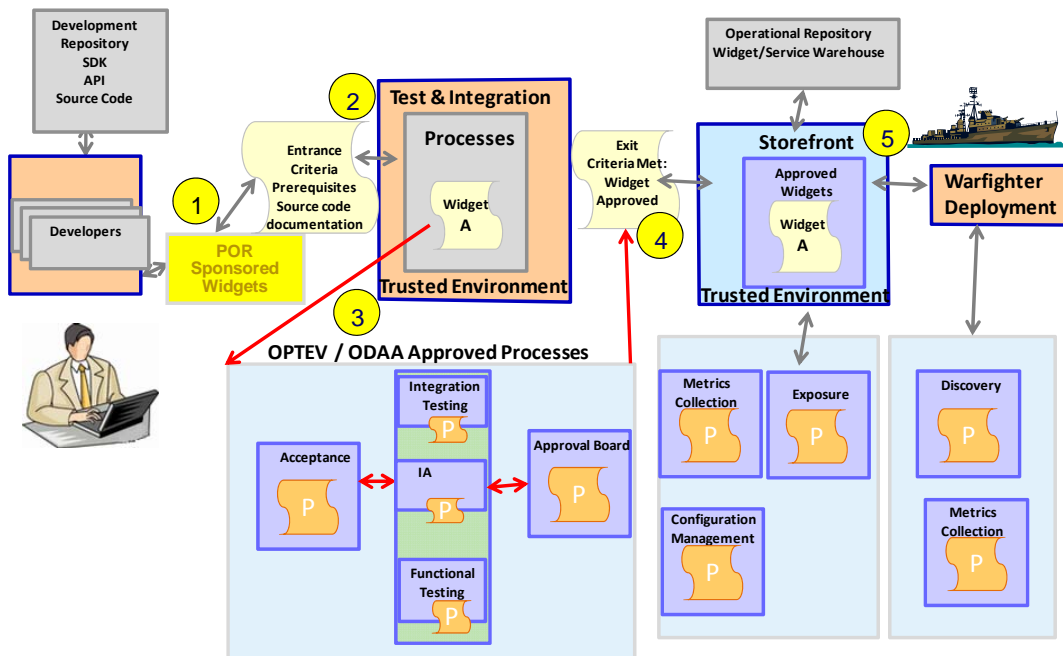 Development
Repository
SDK
API
Source Code
Developers
1
POR
Sponsored
Widgets
2
Entrance
Criteria
Prerequisites
Source code
documentation
Test & Integration
Processes
Widget
A
Trusted Environment
Exit
Criteria Met:
Widget
Approved
4
Operational Repository
Widget/Service Warehouse
5
Storefront
Approved
Widgets
Widget
A
Trusted Environment
Warfighter
Deployment
3
OPTEV / ODAA Approved Processes
Acceptance
P
Integration
Testing
P
IA
P
Functional
Testing
P
Approval Board
P
Metrics
Collection
P
Exposure
P
Configuration
Management
P
Discovery
P
Metrics
Collection
P